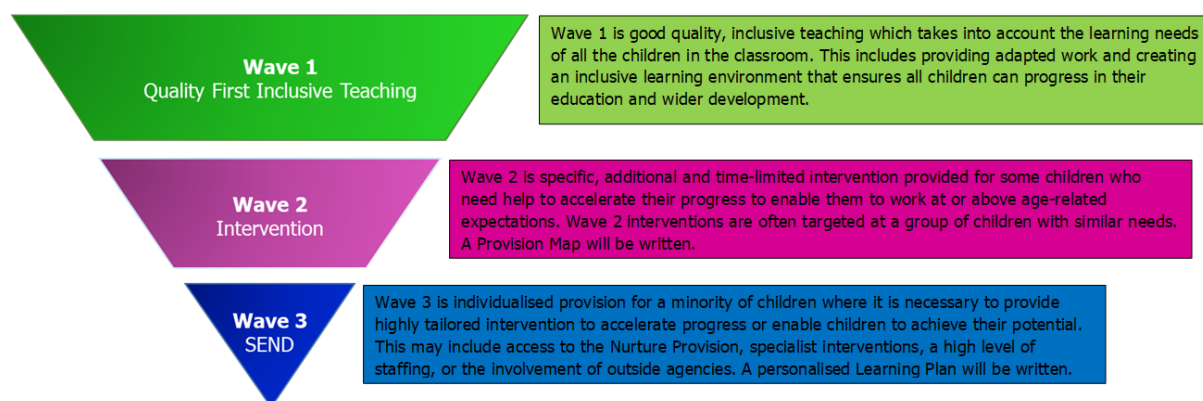 Wave 1
Quality First Inclusive Teaching
Wave 1 is good quality, inclusive teaching which takes into account the learning needs
of all the children in the classroom. This includes providing adapted work and creating
an inclusive learning environment that ensures all children can progress in their
education and wider development.
Wave 2
Intervention
Wave 2 is specific, additional and time-limited intervention provided for some children who
need help to accelerate their progress to enable them to work at or above age-related
expectations. Wave 2 interventions are often targeted at a group of children with similar needs.
A Provision Map will be written.
Wave 3
SEND
Wave 3 is individualised provision for a minority of children where it is necessary to provide
highly tailored intervention to accelerate progress or enable children to achieve their potential.
This may include access to the Nurture Provision, specialist interventions, a high level of
staffing, or the involvement of outside agencies. A personalised Learning Plan will be written.